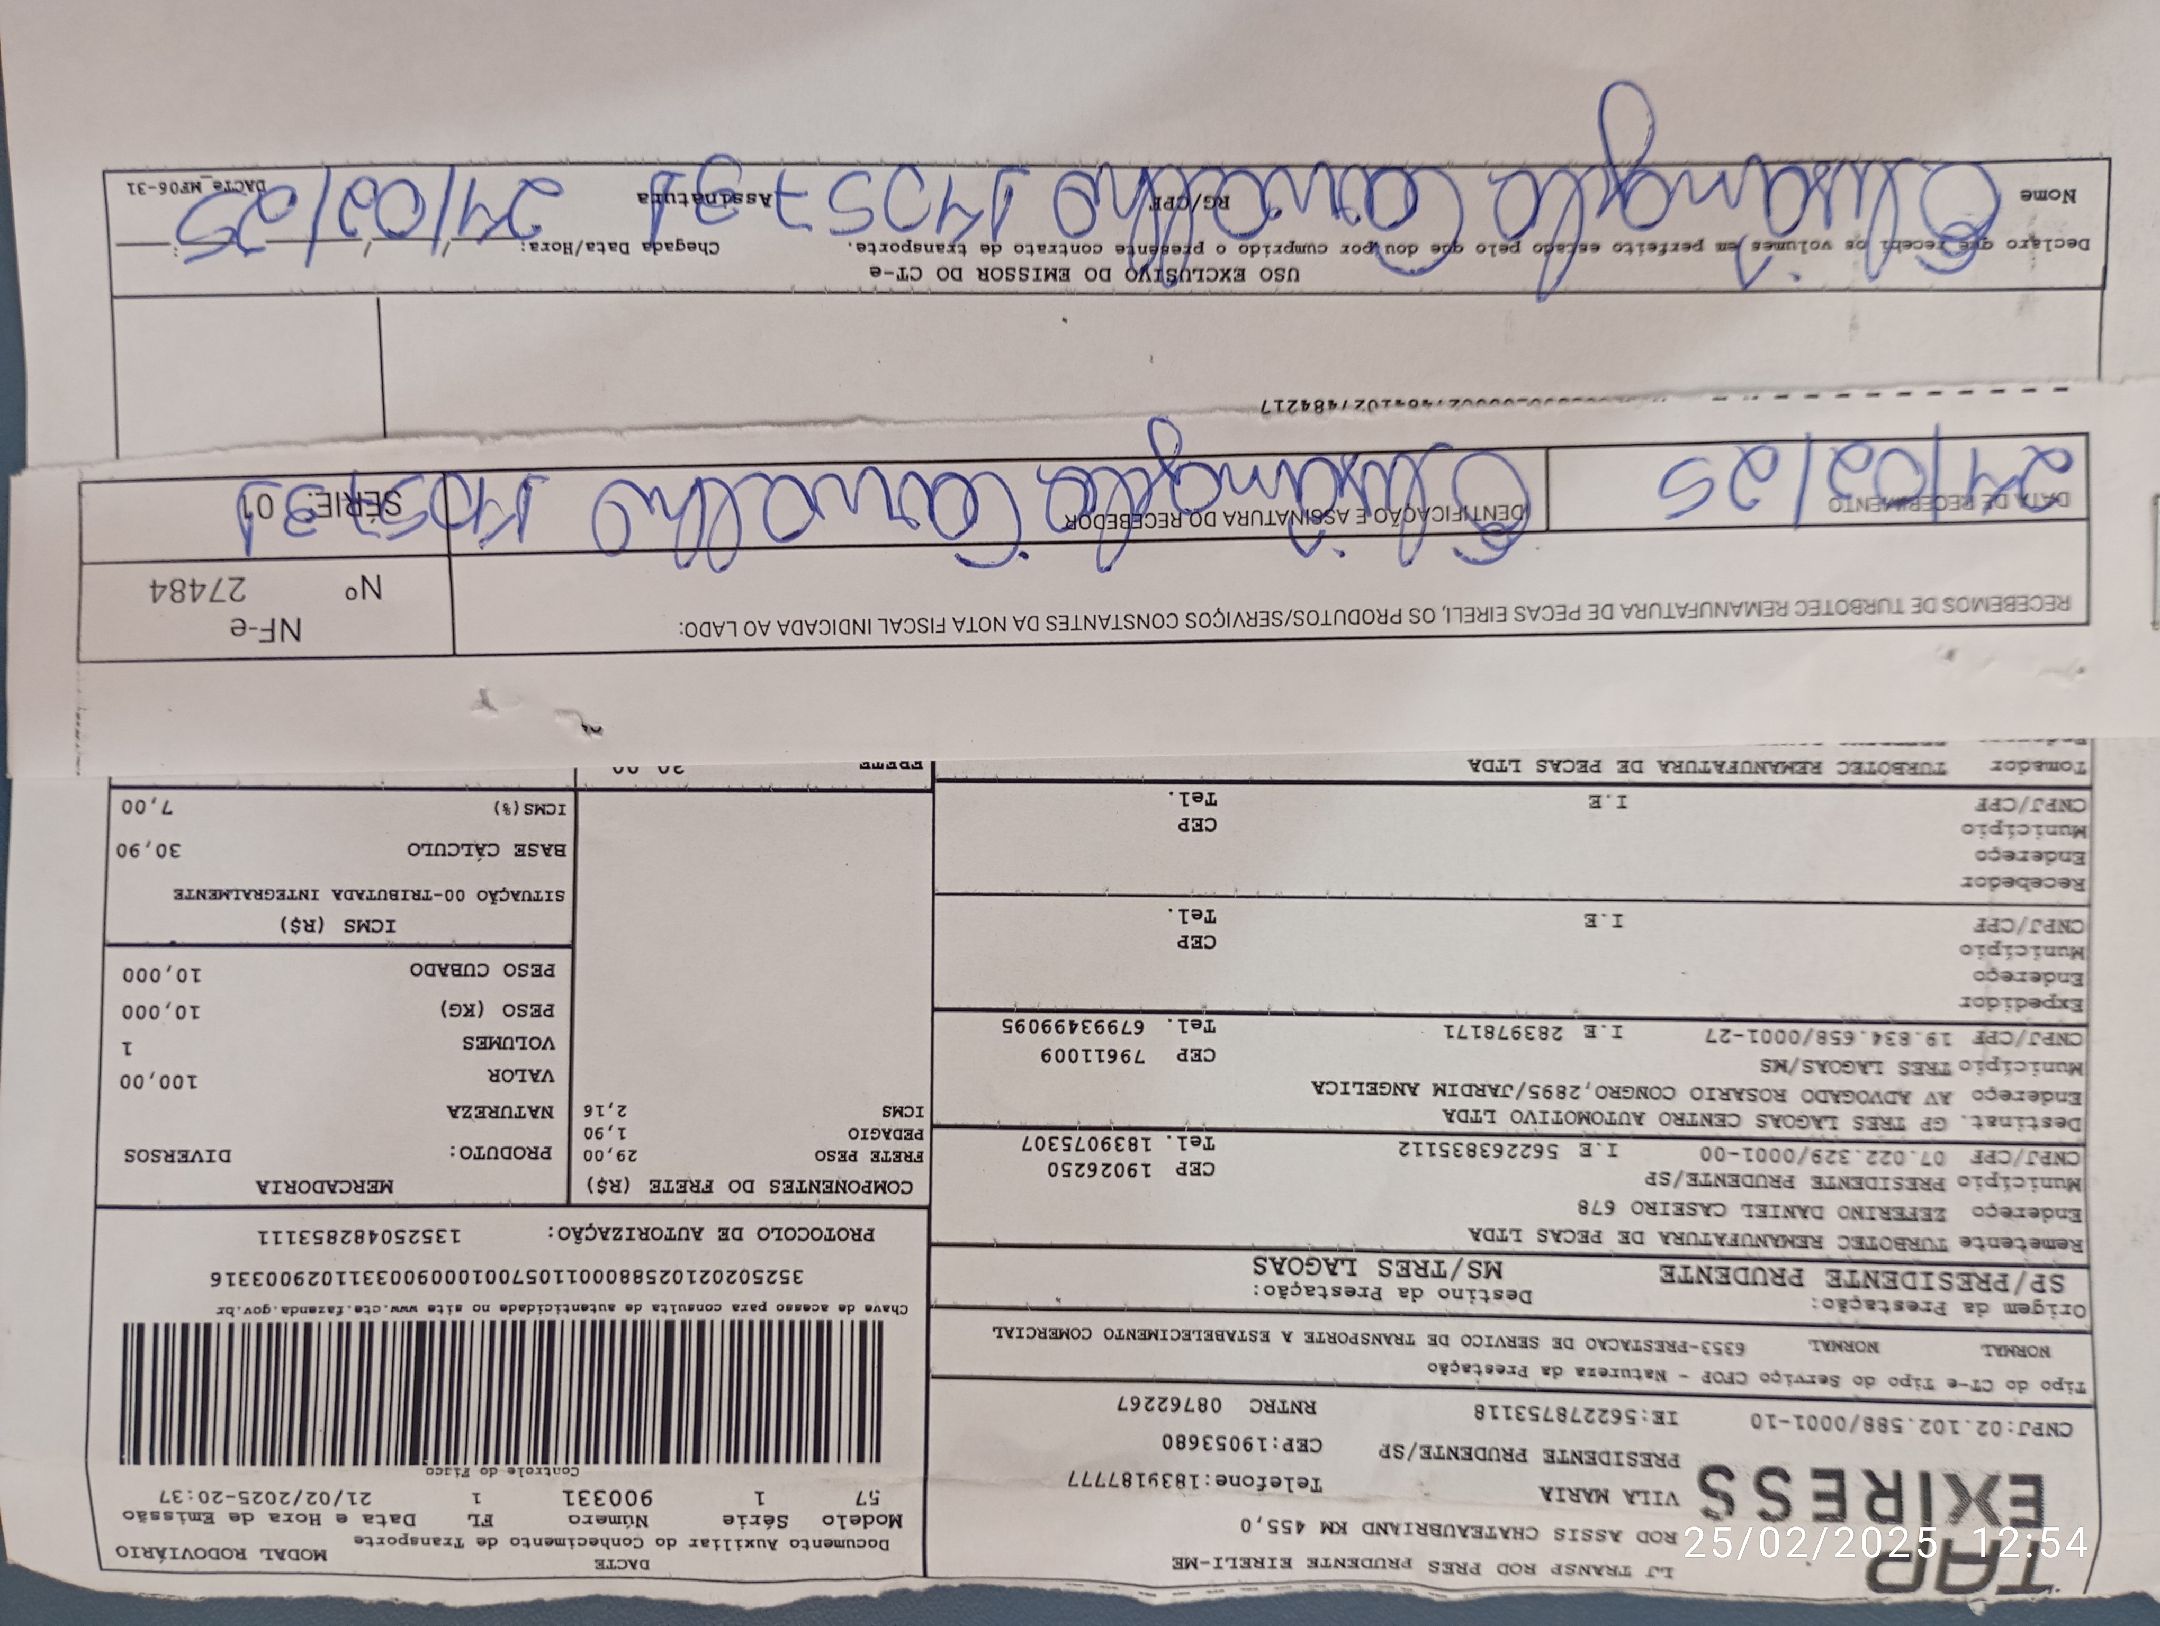 TAP
EXIRESS
LJ TRANSP ROD PRES PRUDENTE EIRELI-ME
ROD ASSIS CHATEAUBRIAND KM 455,0
VILA MARIA Telefone:1839187777
PRESIDENTE PRUDENTE/SP CEP:19053680
CNPJ:02.102.588/0001-10 IE:562278753118 RNTRC 08762267
Tipo do CT-e Tipo do Serviço CFOP - Natureza da Prestação
NORMAL NORMAL 6353-PRESTACAO DE SERVICO DE TRANSPORTE A ESTABELECIMENTO COMERCIAL
Origem da Prestação: Destino da Prestação:
SP/PRESIDENTE PRUDENTE MS/TRES LAGOAS
Remetente TURBOTEC REMANUFATURA DE PECAS LTDA
Endereço ZEFERINO DANIEL CASEIRO 678
Município PRESIDENTE PRUDENTE/SP CEP 19026250
CNPJ/CPF 07.022.329/0001-00 I.E 562263835112 Tel. 1839075307
Destinat. GP TRES LAGOAS CENTRO AUTOMOTIVO LTDA
Endereço AV ADVOGADO ROSARIO CONGRO,2895/JARDIM ANGELICA
Município TRES LAGOAS/MS CEP 79611009
CNPJ/CPF 19.834.658/0001-27 I.E 283978171 Tel. 67993499095
Expedidor
Endereço
Município CEP
CNPJ/CPF I.E Tel.
Recebedor
Endereço
Município CEP
CNPJ/CPF I.E Tel.
Tomador TURBOTEC REMANUFATURA DE PECAS LTDA
DACTE MODAL RODOVIÁRIO
Documento Auxiliar do Conhecimento de Transporte
Modelo Série Número FL Data e Hora de Emissão
57 1 900331 1 21/02/2025-20:37
Controle do Fisco
Chave de acesso para consulta de autenticidade no site www.cte.fazenda.gov.br
35250202102588000110570010009003311029003316
PROTOCOLO DE AUTORIZAÇÃO: 135250482853111
COMPONENTES DO FRETE (R$)
FRETE PESO 29,00
PEDAGIO 1,90
ICMS 2,16
FRETE
MERCADORIA
PRODUTO: DIVERSOS
NATUREZA
VALOR 100,00
VOLUMES 1
PESO (KG) 10,000
PESO CUBADO 10,000
ICMS (R$)
SITUAÇÃO 00-TRIBUTADA INTEGRALMENTE
BASE CÁLCULO 30,90
ICMS(%) 7,00
RECEBEMOS DE TURBOTEC REMANUFATURA DE PECAS EIRELI, OS PRODUTOS/SERVIÇOS CONSTANTES DA NOTA FISCAL INDICADA AO LADO:
NF-e
Nº 27484
SÉRIE: 01
DATA DE RECEBIMENTO
24/02/25
IDENTIFICAÇÃO E ASSINATURA DO RECEBEDOR
Elisângela Carvalho
USO EXCLUSIVO DO EMISSOR DO CT-e
Declaro que recebi os volumes em perfeito estado pelo que dou por cumprido o presente contrato de transporte. Chegada Data/Hora:
Nome RG/CPF Assinatura
Elisângela Carvalho 24/02/25
DACTe_MF06-31
25/02/2025 12:54